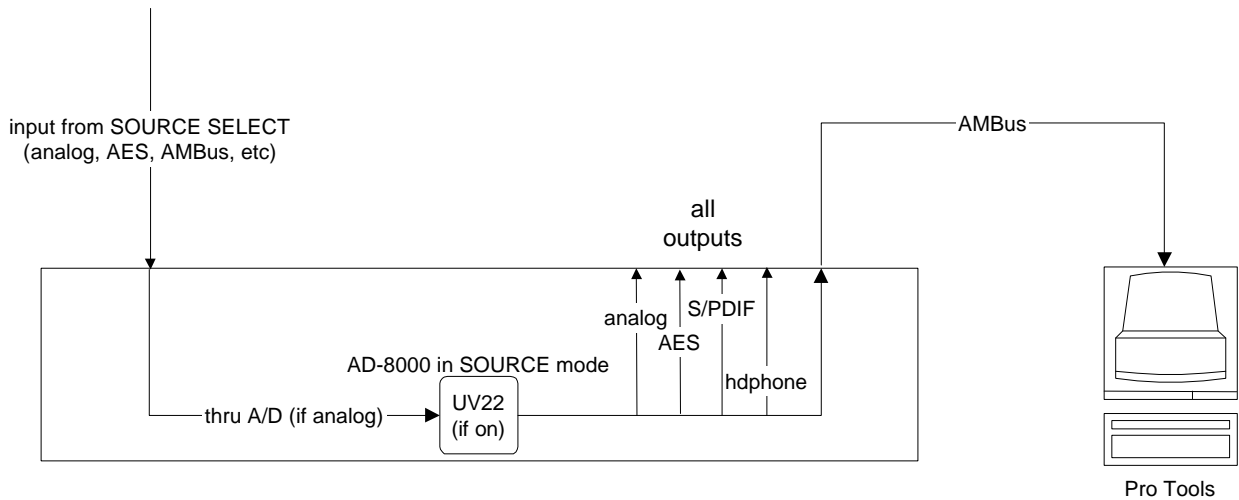 input from SOURCE SELECT
(analog, AES, AMBus, etc)
AMBus
all
outputs
analog
AES
S/PDIF
hdphone
AD-8000 in SOURCE mode
thru A/D (if analog)
UV22
(if on)
Pro Tools